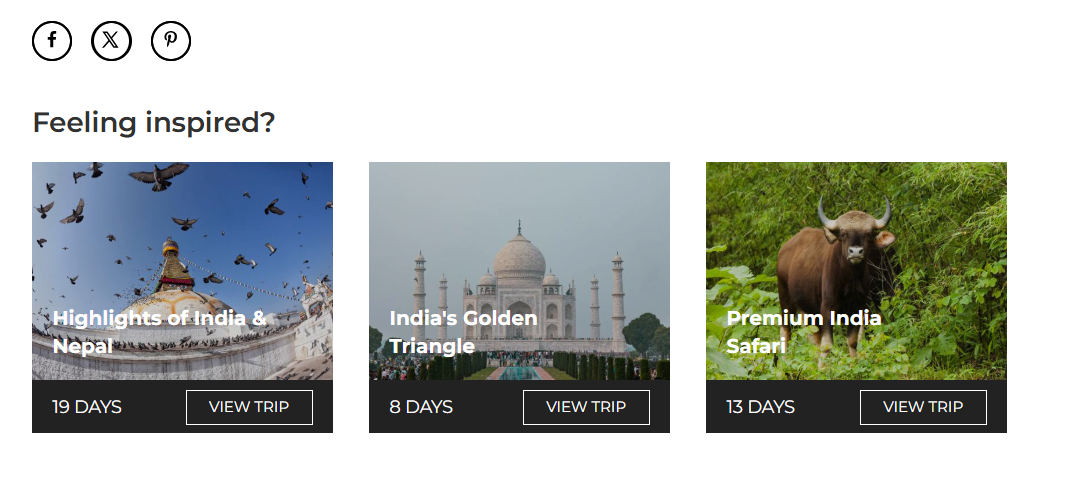 Feeling inspired?
Highlights of India &
Nepal
19 DAYS
VIEW TRIP
India's Golden
Triangle
8 DAYS
VIEW TRIP
Premium India
Safari
13 DAYS
VIEW TRIP